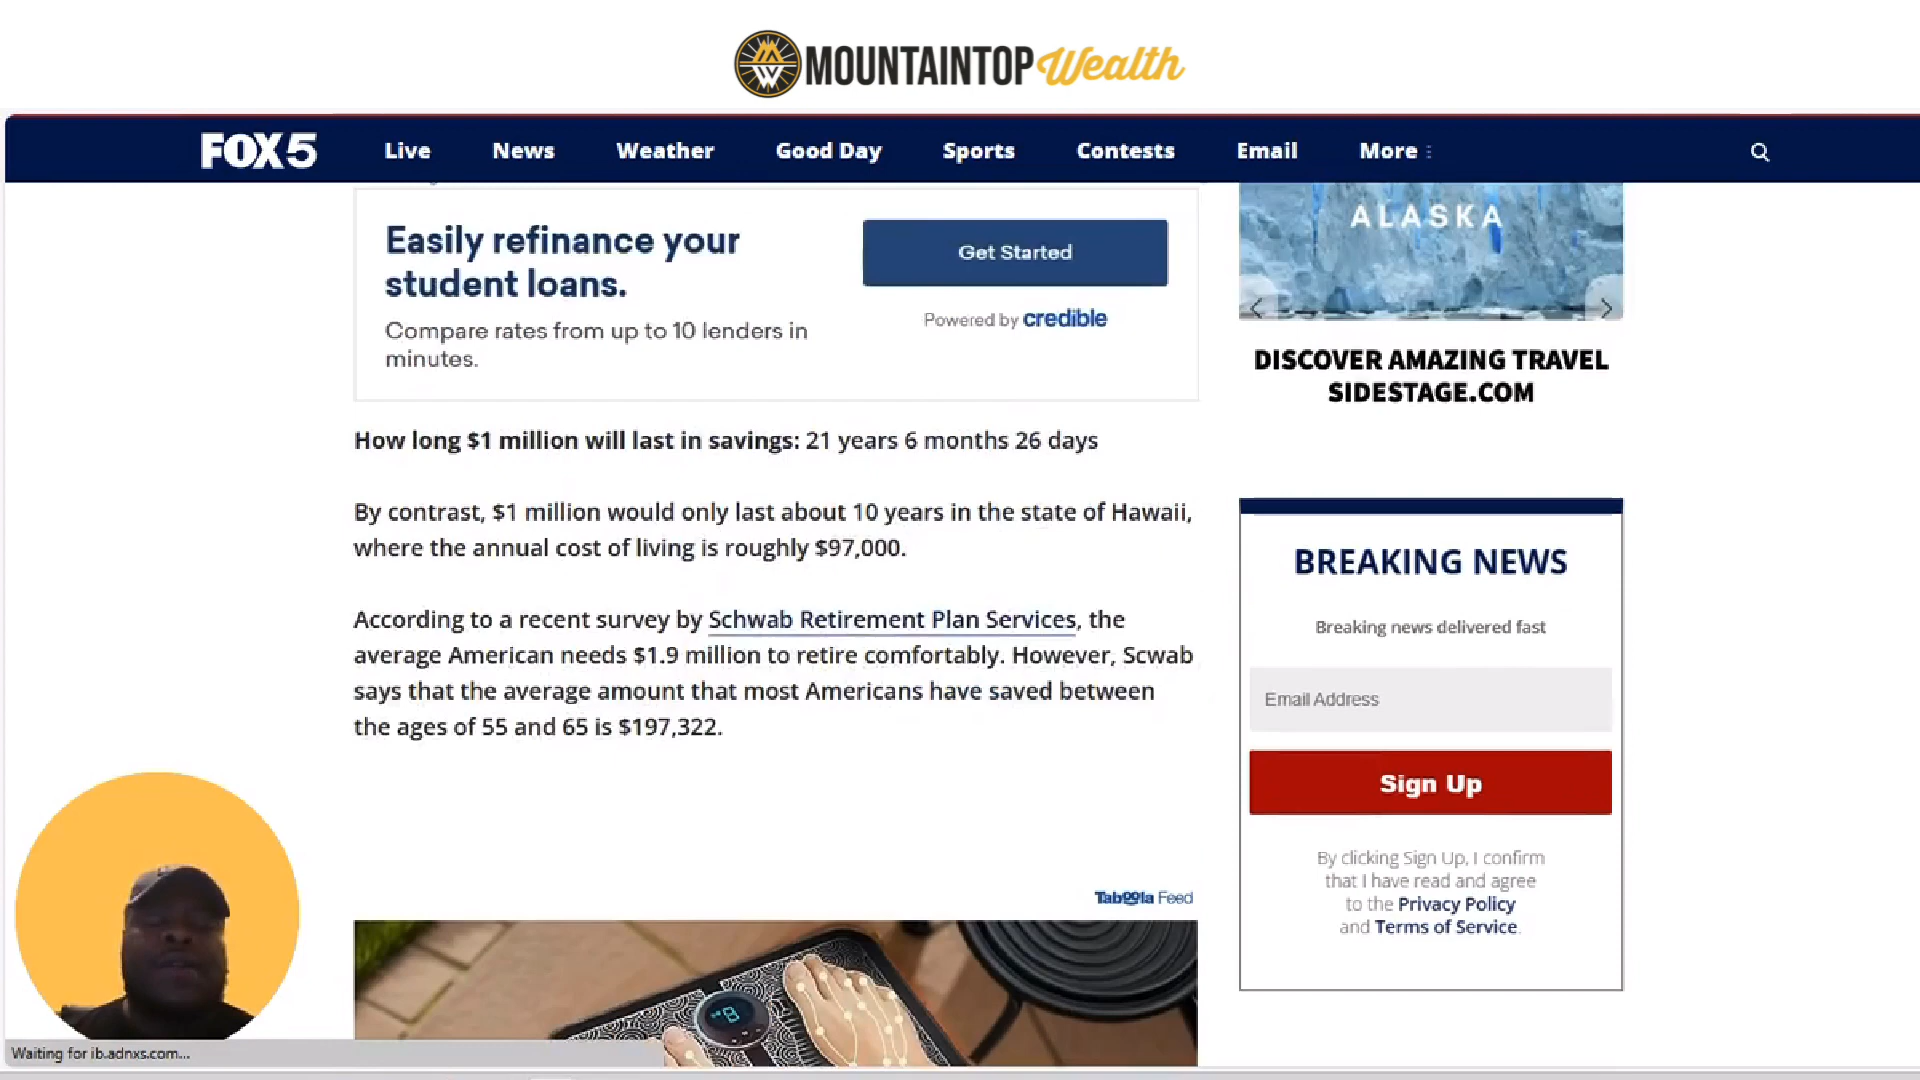 MOUNTAINTOP Wealth
FOX 5
Live
News
Weather
Good Day
Sports
Contests
Email
More
Easily refinance your
student loans.
Compare rates from up to 10 lenders in
minutes.
Get Started
Powered by credible
ALASKA
DISCOVER AMAZING TRAVEL
SIDESTAGE.COM
How long $1 million will last in savings: 21 years 6 months 26 days
By contrast, $1 million would only last about 10 years in the state of Hawaii,
where the annual cost of living is roughly $97,000.
According to a recent survey by Schwab Retirement Plan Services, the
average American needs $1.9 million to retire comfortably. However, Scwab
says that the average amount that most Americans have saved between
the ages of 55 and 65 is $197,322.
BREAKING NEWS
Breaking news delivered fast
Email Address
Sign Up
By clicking Sign Up, I confirm
that I have read and agree
to the Privacy Policy
and Terms of Service.
Taboola Feed
Waiting for ib.adnxs.com...